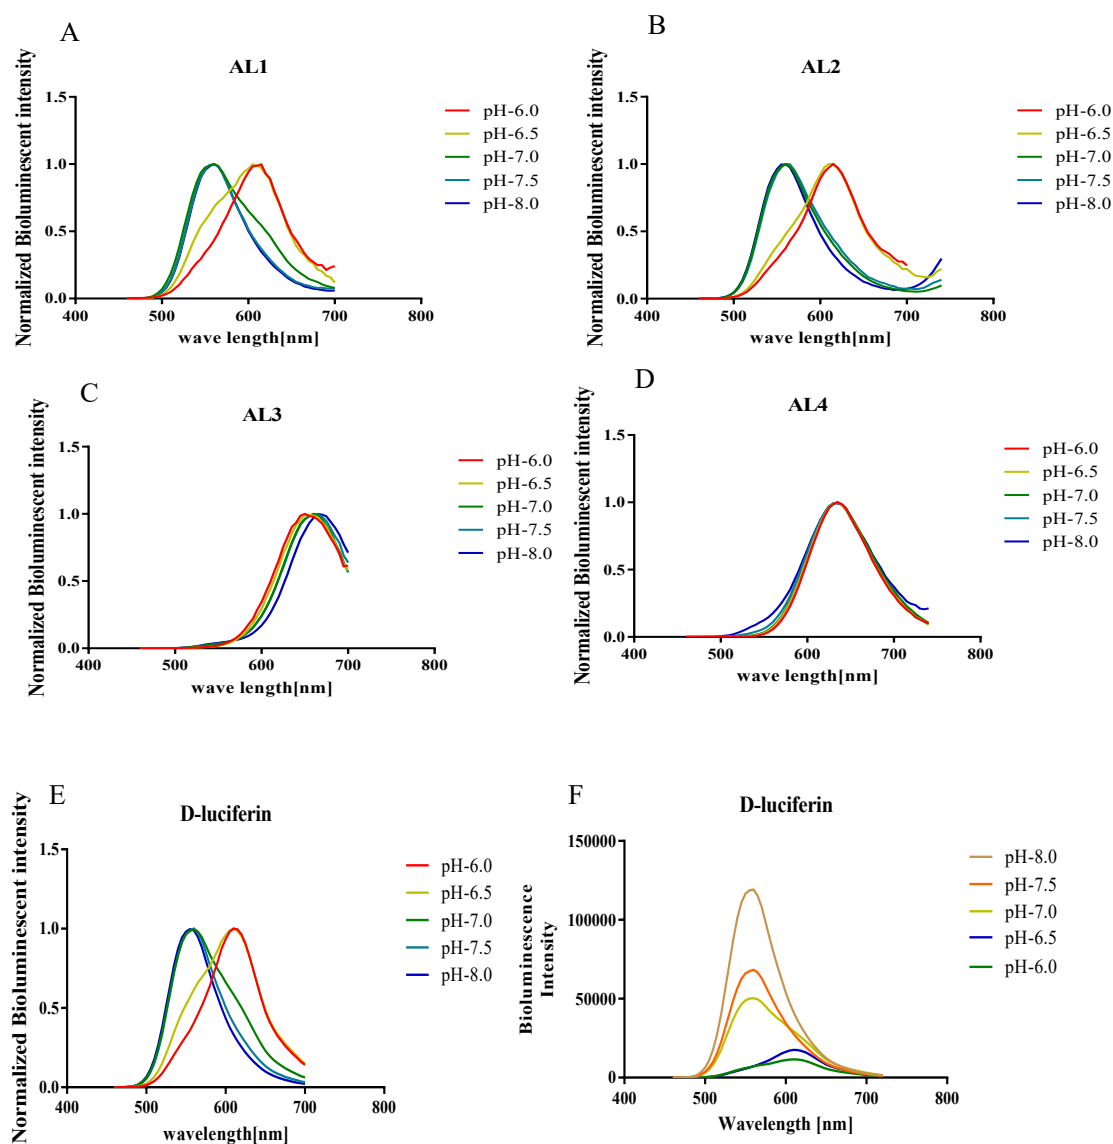 A
AL1
Normalized Bioluminescent intensity
1.5
1.0
0.5
0.0
400 500 600 700 800
wave length[nm]
pH-6.0
pH-6.5
pH-7.0
pH-7.5
pH-8.0
B
AL2
Normalized Bioluminescent intensity
1.5
1.0
0.5
0.0
400 500 600 700 800
wave length[nm]
pH-6.0
pH-6.5
pH-7.0
pH-7.5
pH-8.0
C
AL3
Normalized Bioluminescent intensity
1.5
1.0
0.5
0.0
400 500 600 700 800
wave length[nm]
pH-6.0
pH-6.5
pH-7.0
pH-7.5
pH-8.0
D
AL4
Normalized Bioluminescent intensity
1.5
1.0
0.5
0.0
400 500 600 700 800
wave length[nm]
pH-6.0
pH-6.5
pH-7.0
pH-7.5
pH-8.0
E
D-luciferin
Normalized Bioluminescent intensity
1.5
1.0
0.5
0.0
400 500 600 700 800
wavelength[nm]
pH-6.0
pH-6.5
pH-7.0
pH-7.5
pH-8.0
F
D-luciferin
Bioluminescence
Intensity
150000
100000
50000
0
400 500 600 700 800
Wavelength [nm]
pH-8.0
pH-7.5
pH-7.0
pH-6.5
pH-6.0